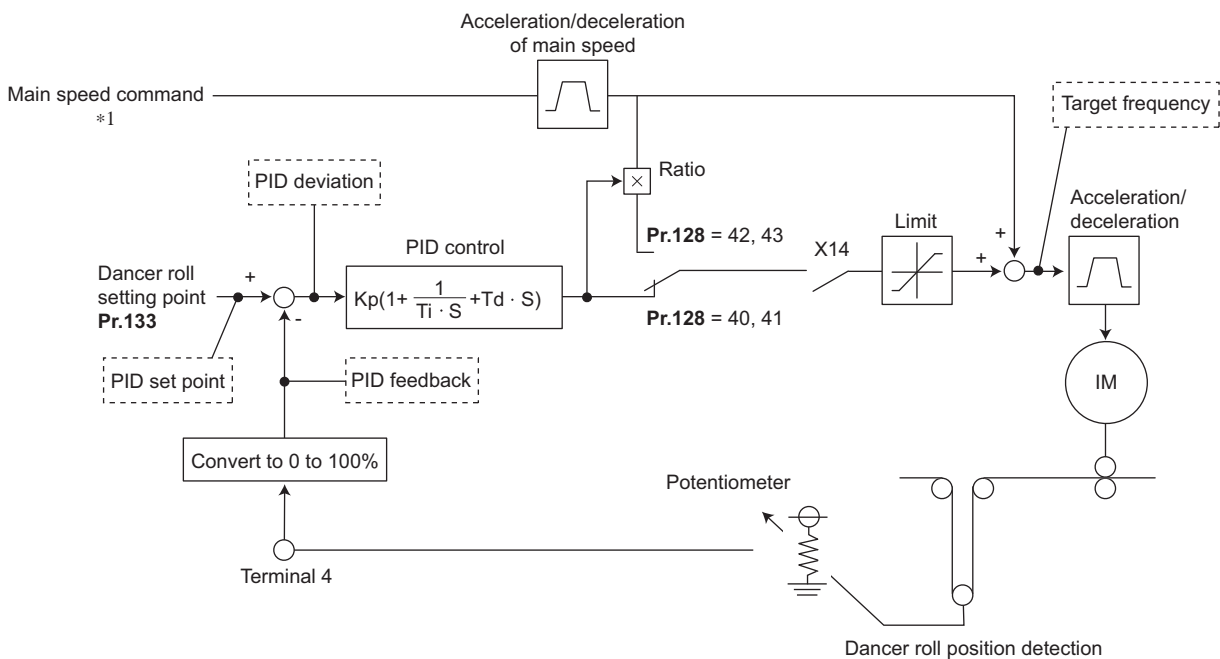 Acceleration/deceleration
of main speed
Main speed command
*1
Target frequency
PID deviation
Ratio
Acceleration/
deceleration
Pr.128 = 42, 43
Limit
PID control
X14
Dancer roll
setting point
Pr.133
+
-
Kp(1+ 1/(Ti · S) +Td · S)
+
+
Pr.128 = 40, 41
PID set point
PID feedback
IM
Convert to 0 to 100%
Potentiometer
Terminal 4
Dancer roll position detection
×